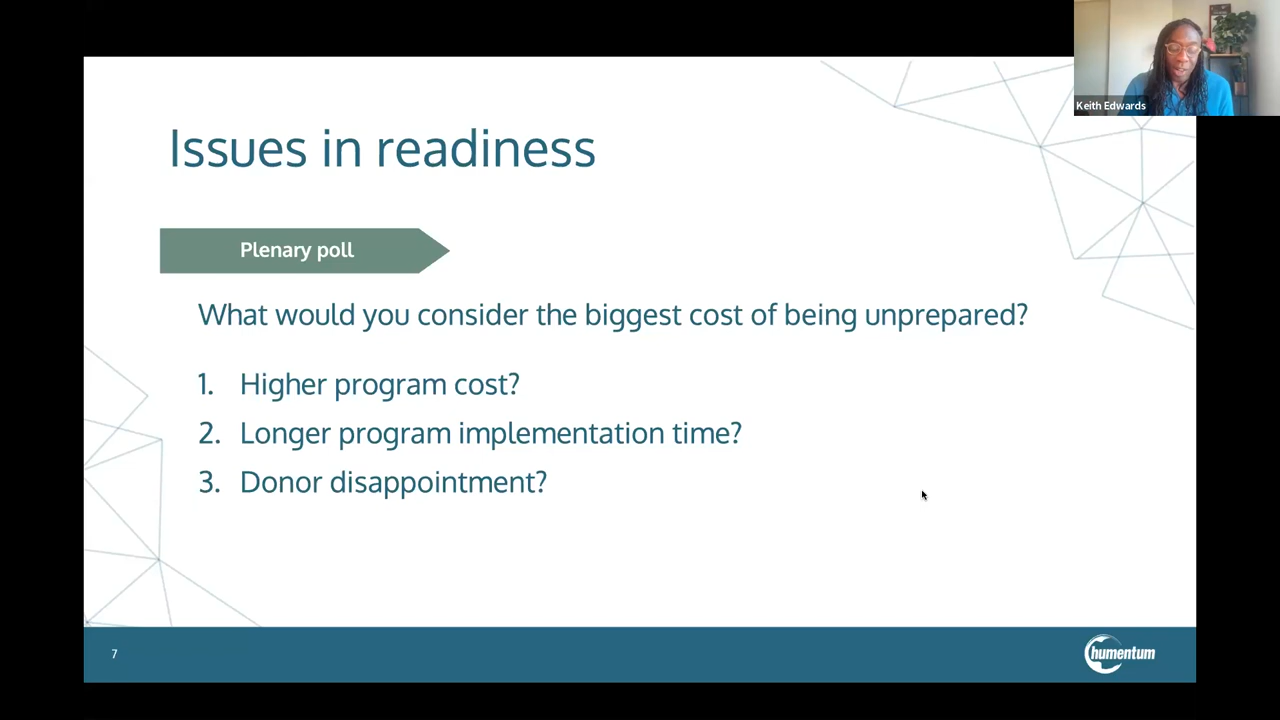 Keith Edwards
Issues in readiness
Plenary poll
What would you consider the biggest cost of being unprepared?
1. Higher program cost?
2. Longer program implementation time?
3. Donor disappointment?
7
humentum